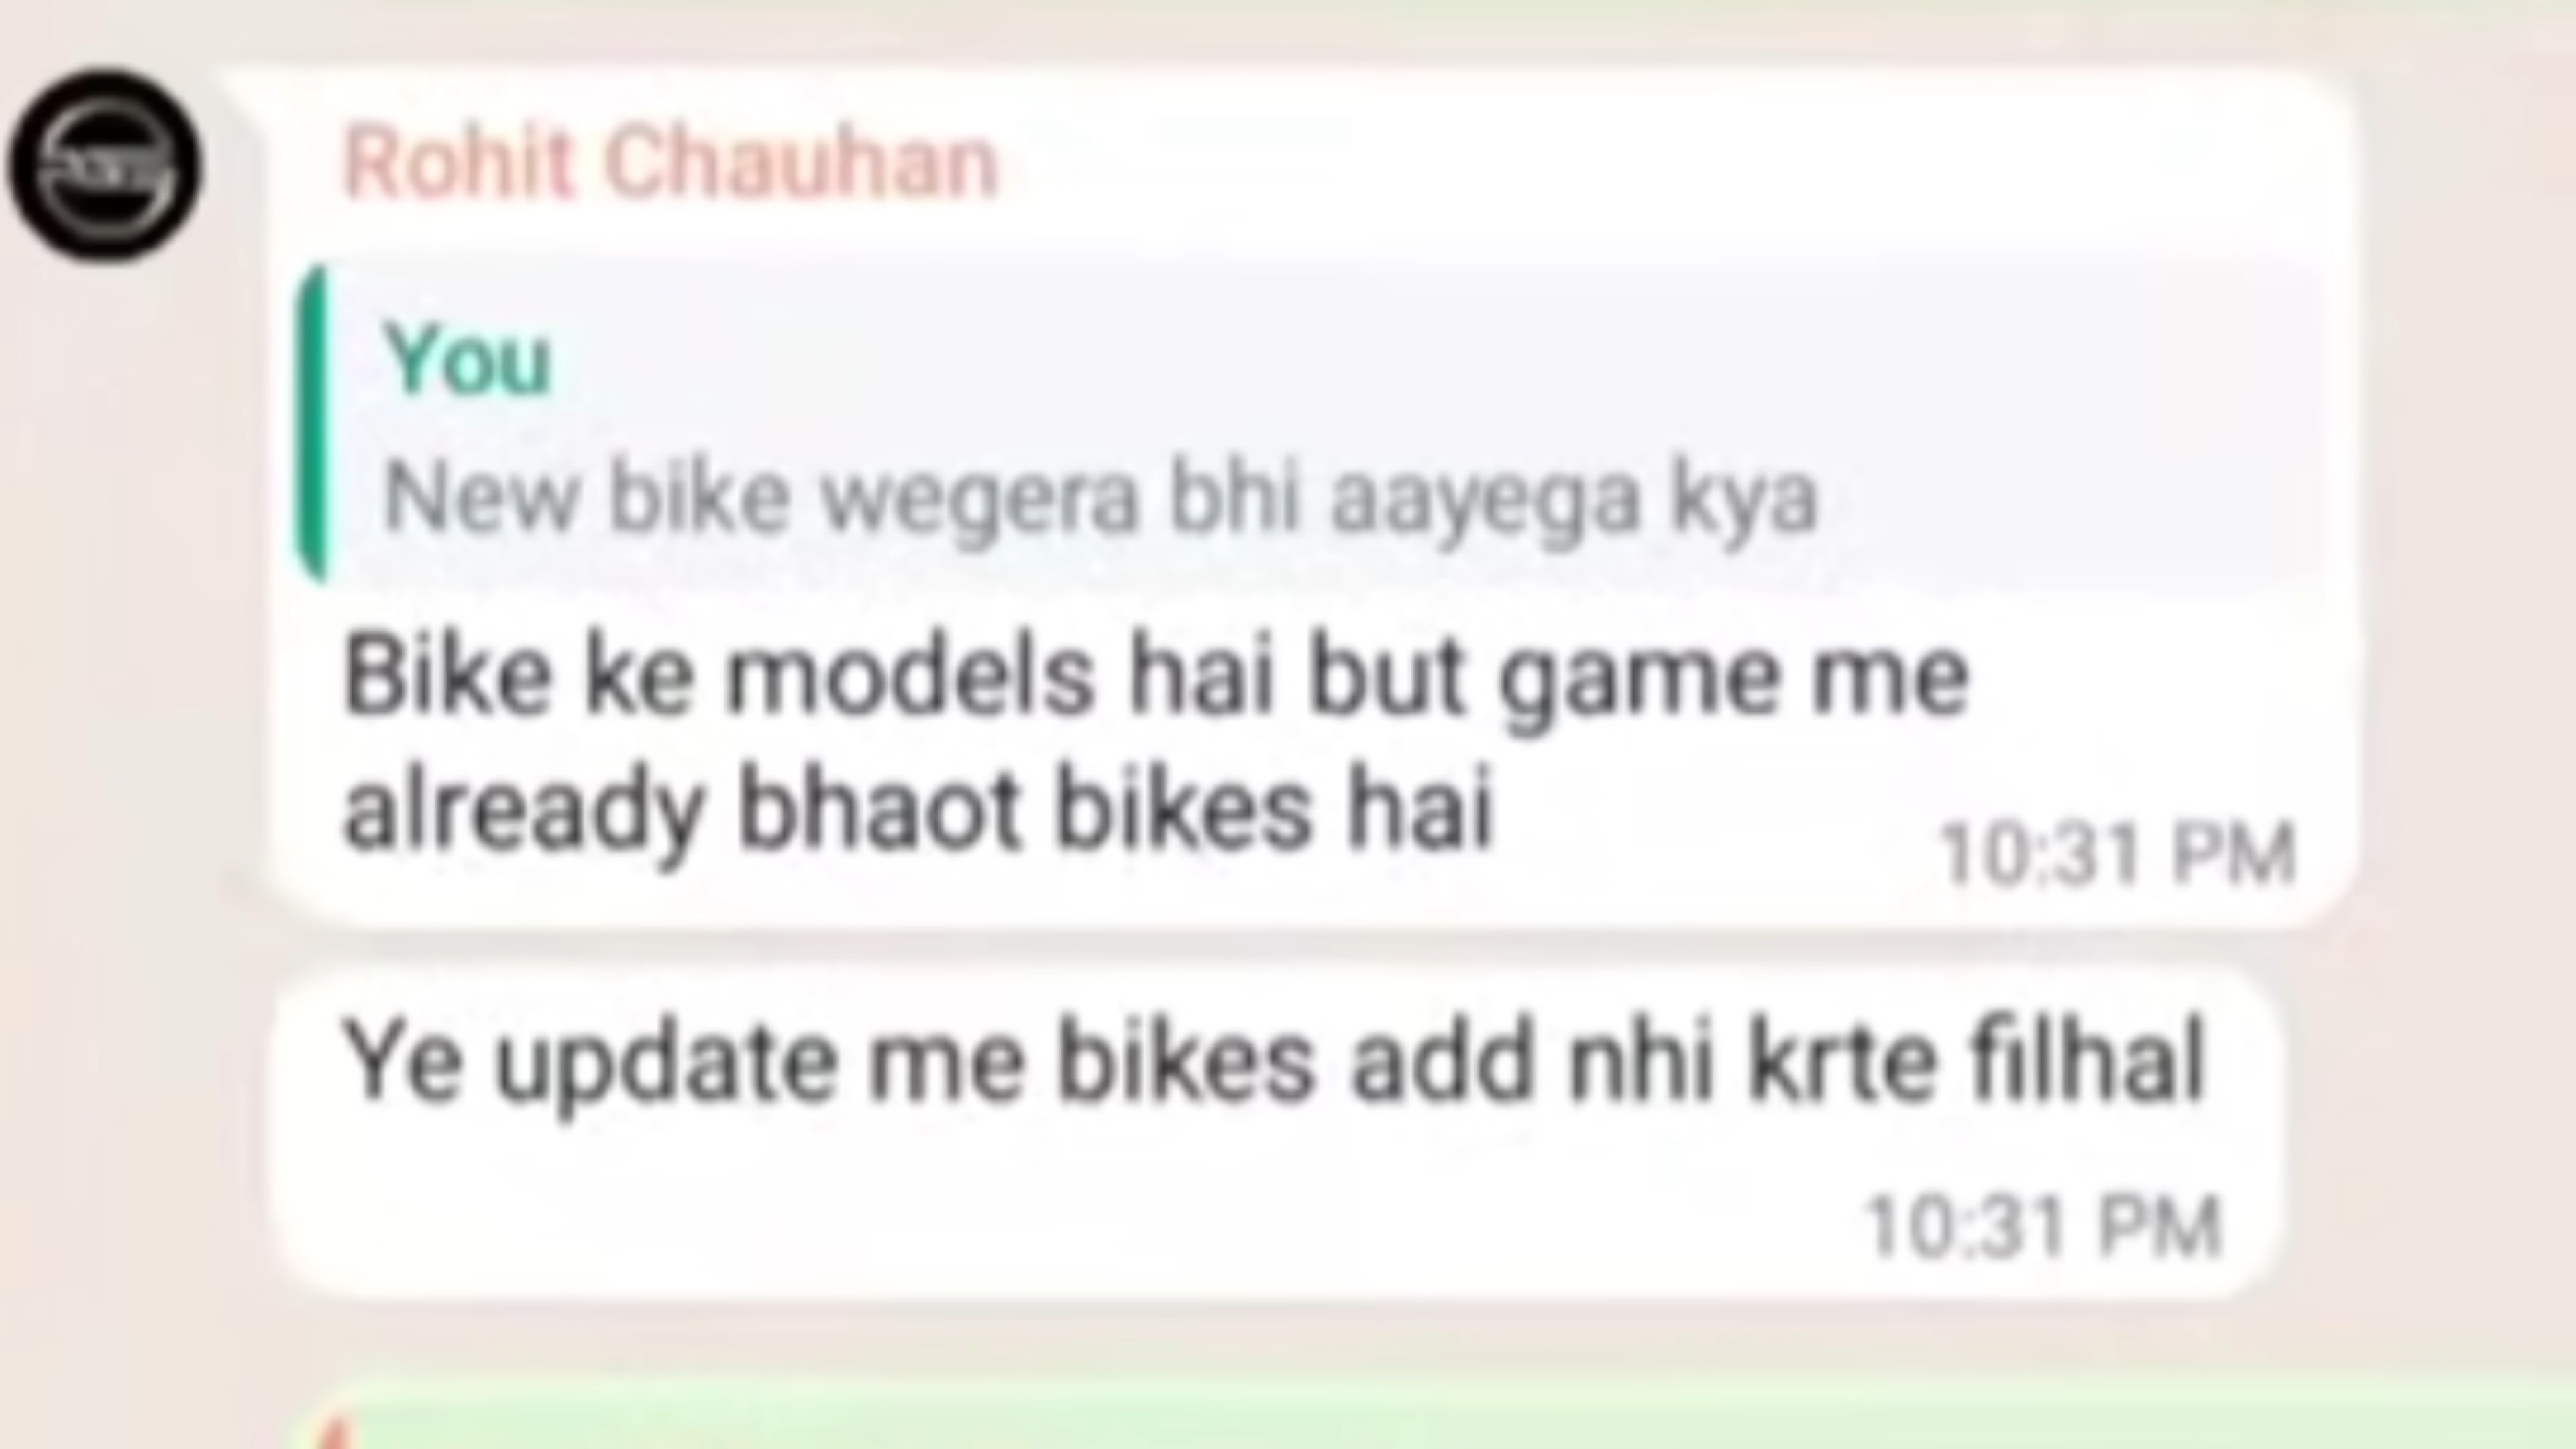 Rohit Chauhan
You
New bike wegera bhi aayega kya
Bike ke models hai but game me
already bhaot bikes hai
10:31 PM
Ye update me bikes add nhi krte filhal
10:31 PM